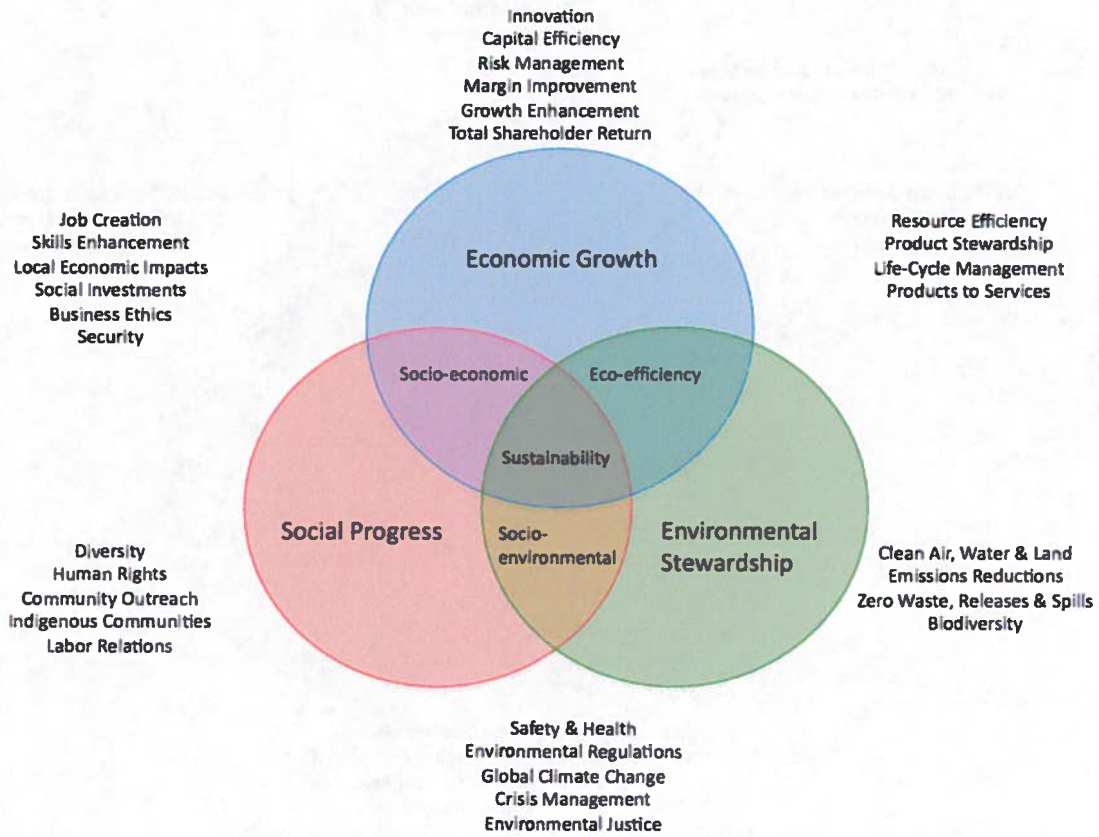 Innovation
Capital Efficiency
Risk Management
Margin Improvement
Growth Enhancement
Total Shareholder Return
Job Creation
Skills Enhancement
Local Economic Impacts
Social Investments
Business Ethics
Security
Economic Growth
Resource Efficiency
Product Stewardship
Life-Cycle Management
Products to Services
Socio-economic
Eco-efficiency
Sustainability
Social Progress
Socio-
environmental
Environmental
Stewardship
Diversity
Human Rights
Community Outreach
Indigenous Communities
Labor Relations
Clean Air, Water & Land
Emissions Reductions
Zero Waste, Releases & Spills
Biodiversity
Safety & Health
Environmental Regulations
Global Climate Change
Crisis Management
Environmental Justice